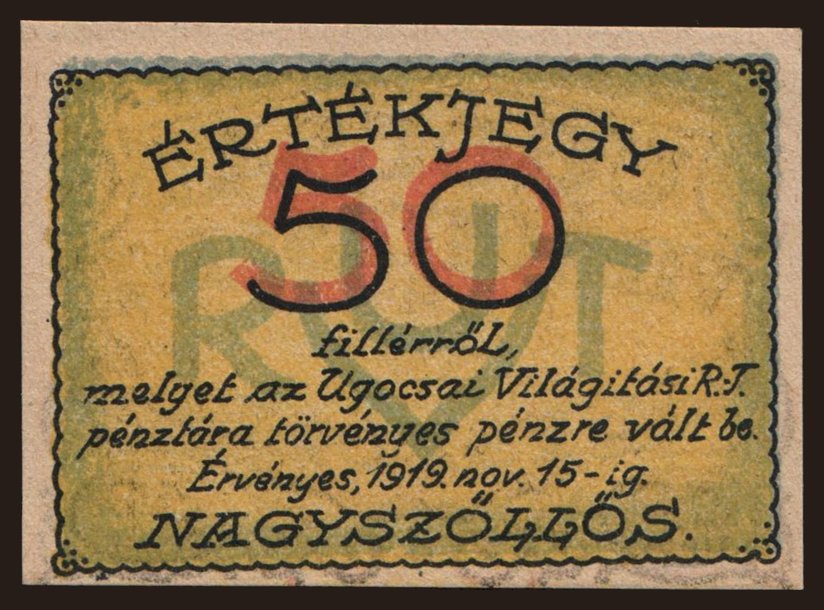 ÉRTÉKJEGY
50
fillérről,
melyet az Ugocsai Világitási R.-T.
pénztára törvényes pénzre vált be.
Érvényes, 1919. nov. 15-ig.
NAGYSZŐLLŐS.